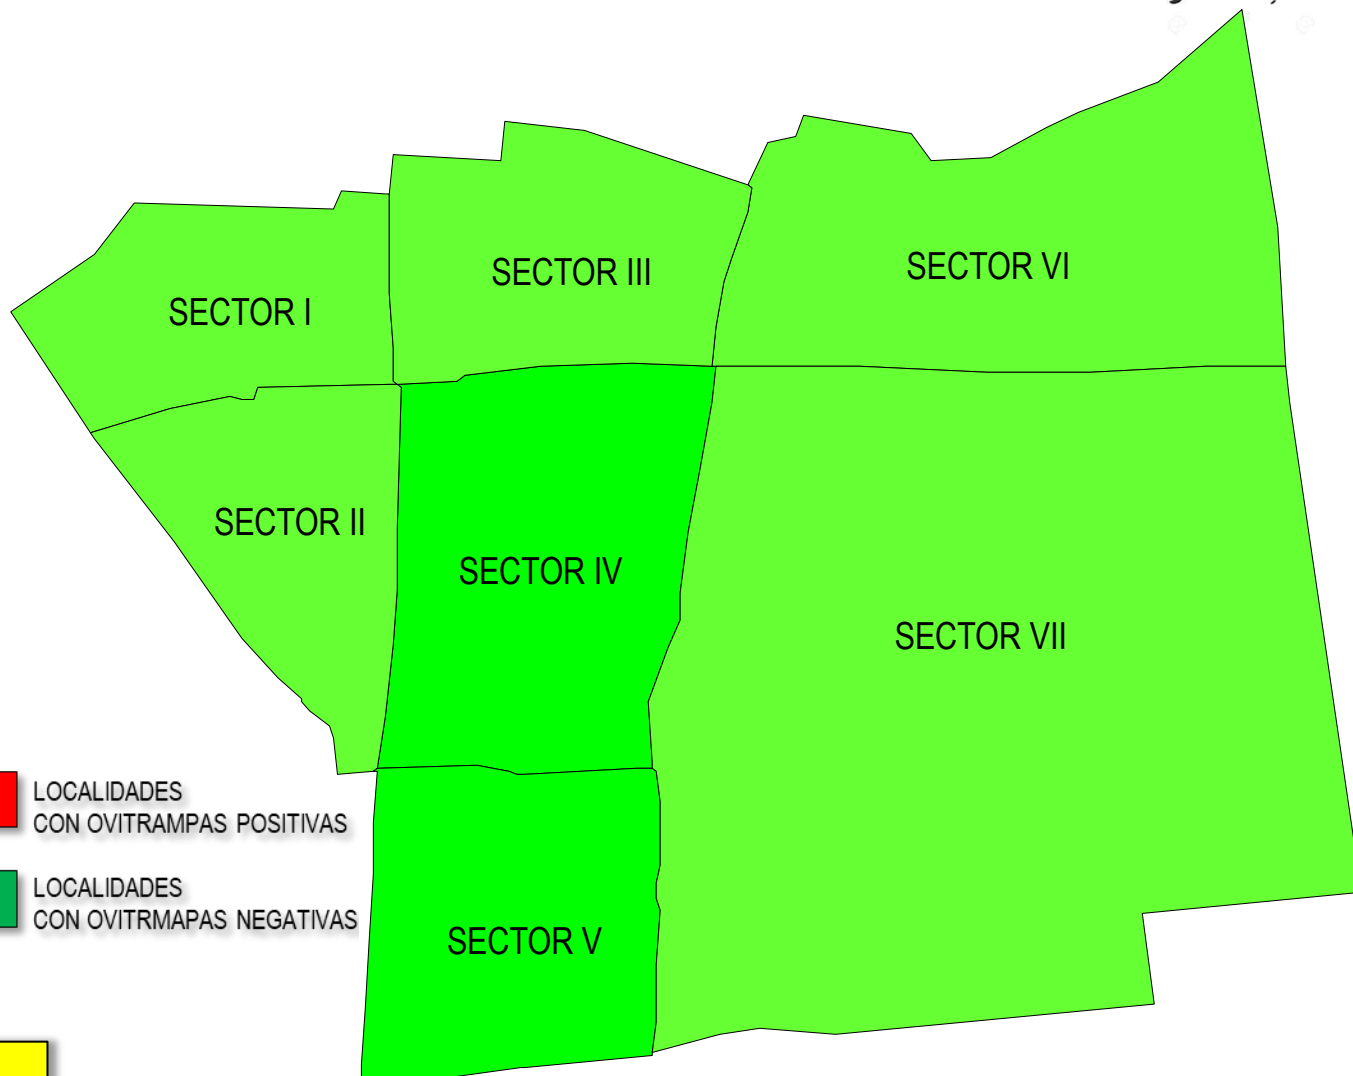 SECTOR VI
SECTOR III
SECTOR I
SECTOR II
SECTOR IV
SECTOR VII
LOCALIDADES
CON OVITRAMPAS POSITIVAS
LOCALIDADES
CON OVITRMAPAS NEGATIVAS
SECTOR V